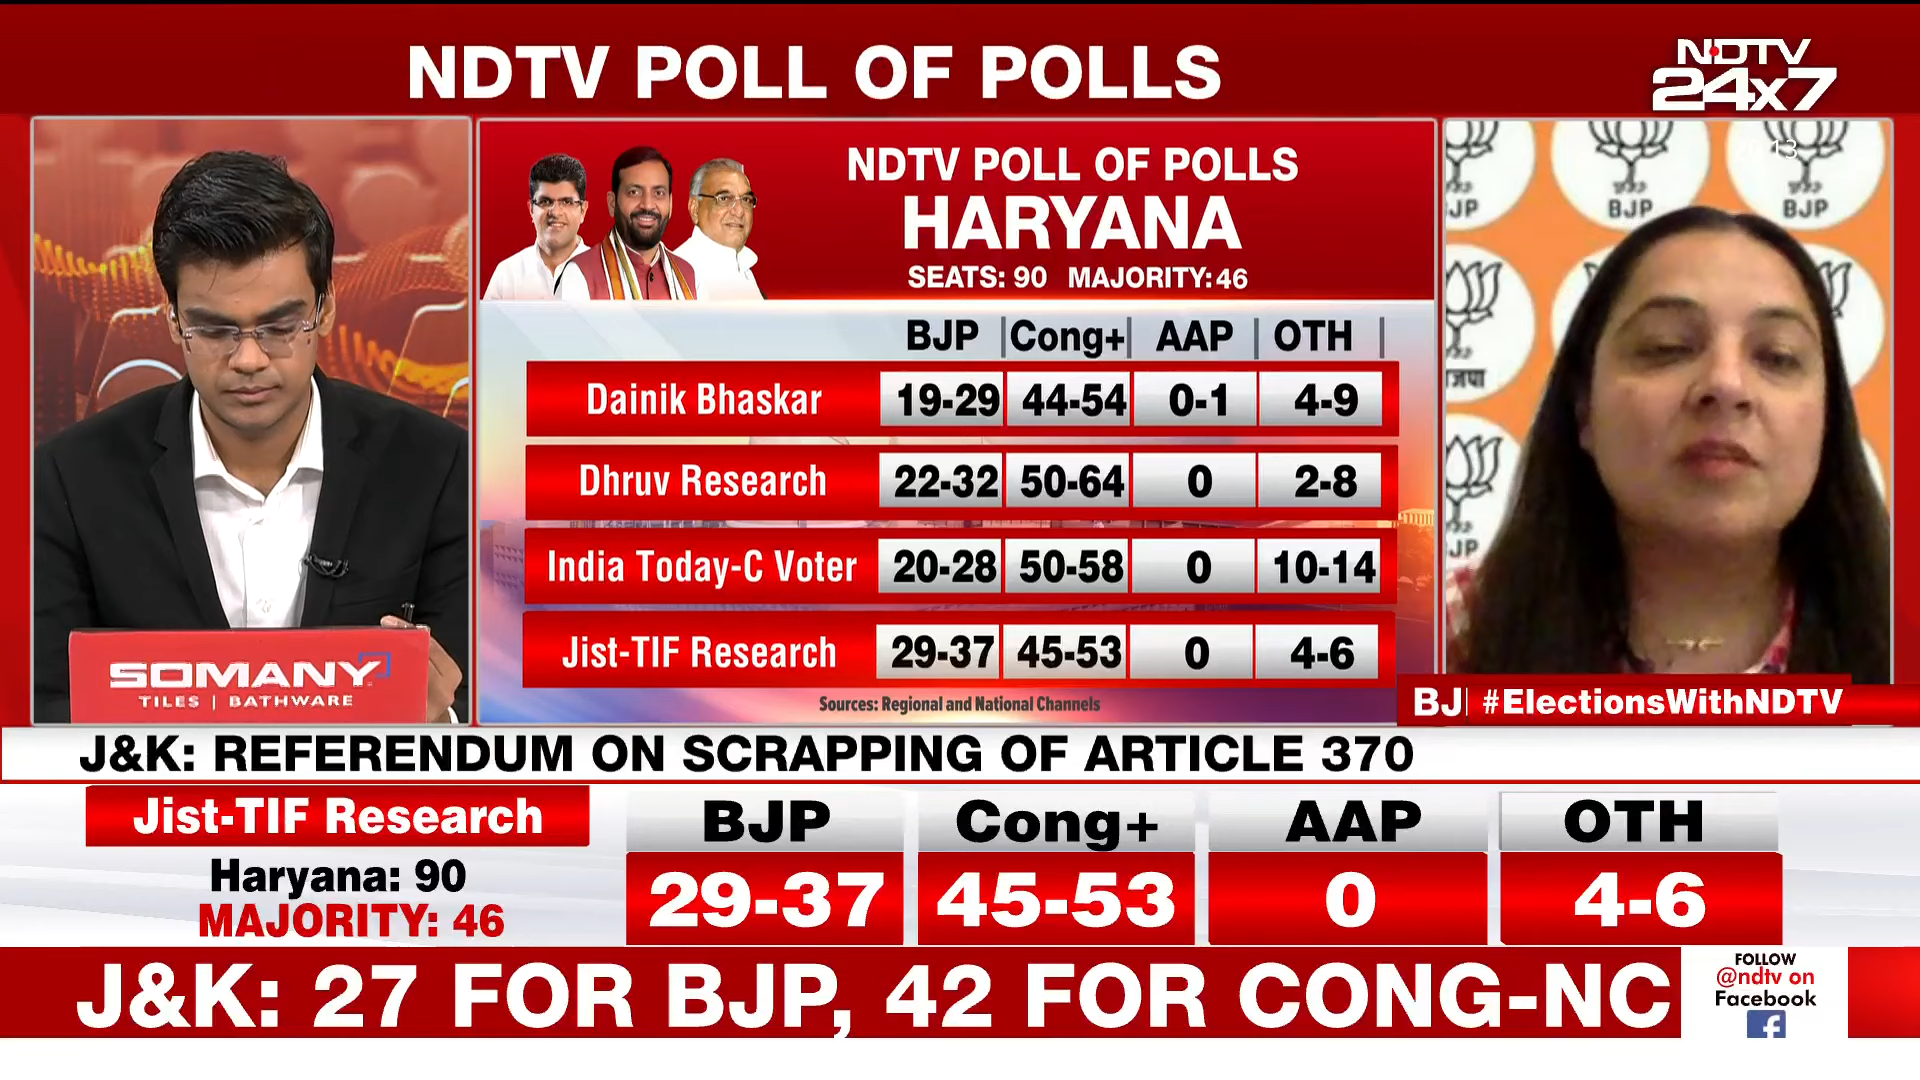 NDTV POLL OF POLLS
NDTV
24x7
NDTV POLL OF POLLS
HARYANA
SEATS: 90 MAJORITY: 46
BJP Cong+ AAP OTH
Dainik Bhaskar 19-29 44-54 0-1 4-9
Dhruv Research 22-32 50-64 0 2-8
India Today-C Voter 20-28 50-58 0 10-14
Jist-TIF Research 29-37 45-53 0 4-6
Sources: Regional and National Channels
JP
BJP
BJP
JP
JP
SOMANY
TILES | BATHWARE
BJ #ElectionsWithNDTV
J&K: REFERENDUM ON SCRAPPING OF ARTICLE 370
Jist-TIF Research BJP Cong+ AAP OTH
Haryana: 90
MAJORITY: 46
29-37 45-53 0 4-6
J&K: 27 FOR BJP, 42 FOR CONG-NC
FOLLOW
@ndtv on
Facebook
f